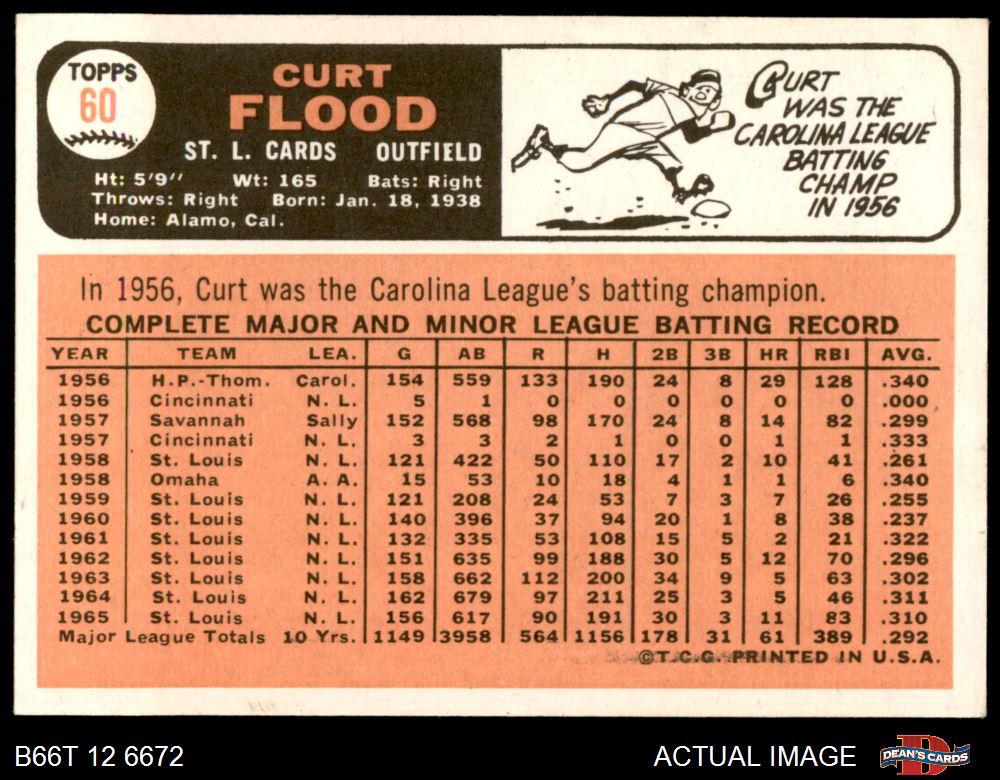 TOPPS
60
CURT
FLOOD
ST. L. CARDS OUTFIELD
Ht: 5'9" Wt: 165 Bats: Right
Throws: Right Born: Jan. 18, 1938
Home: Alamo, Cal.
CURT
WAS THE
CAROLINA LEAGUE
BATTING
CHAMP
IN 1956
In 1956, Curt was the Carolina League's batting champion.
COMPLETE MAJOR AND MINOR LEAGUE BATTING RECORD
YEAR TEAM LEA. G AB R H 2B 3B HR RBI AVG.
1956 H.P.-Thom. Carol. 154 559 133 190 24 8 29 128 .340
1956 Cincinnati N. L. 5 1 0 0 0 0 0 0 .000
1957 Savannah Sally 152 568 98 170 24 8 14 82 .299
1957 Cincinnati N. L. 3 3 2 1 0 0 1 1 .333
1958 St. Louis N. L. 121 422 50 110 17 2 10 41 .261
1958 Omaha A. A. 15 53 10 18 4 1 1 6 .340
1959 St. Louis N. L. 121 208 24 53 7 3 7 26 .255
1960 St. Louis N. L. 140 396 37 94 20 1 8 38 .237
1961 St. Louis N. L. 132 335 53 108 15 5 2 21 .322
1962 St. Louis N. L. 151 635 99 188 30 5 12 70 .296
1963 St. Louis N. L. 158 662 112 200 34 9 5 63 .302
1964 St. Louis N. L. 162 679 97 211 25 3 5 46 .311
1965 St. Louis N. L. 156 617 90 191 30 3 11 83 .310
Major League Totals 10 Yrs. 1149 3958 564 1156 178 31 61 389 .292
©T.C.G. PRINTED IN U.S.A.
B66T 12 6672
ACTUAL IMAGE
DEAN'S CARDS
D